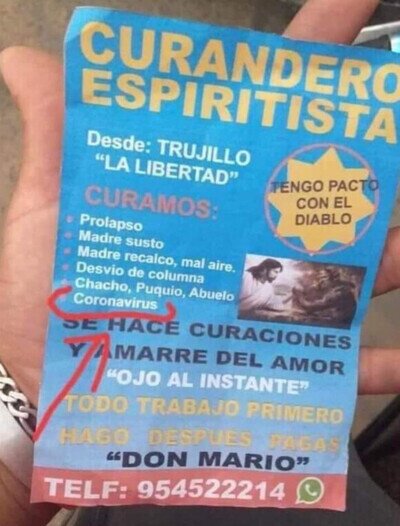 CURANDERO
ESPIRITISTA
Desde: TRUJILLO
"LA LIBERTAD"
TENGO PACTO
CON EL
DIABLO
CURAMOS:
Prolapso
Madre susto
Madre recalco, mal aire.
Desvio de columna
Chacho, Puquio, Abuelo
Coronavirus
SE HACE CURACIONES
Y AMARRE DEL AMOR
"OJO AL INSTANTE"
TODO TRABAJO PRIMERO
HAGO DESPUES PAGAS
"DON MARIO"
TELF: 954522214